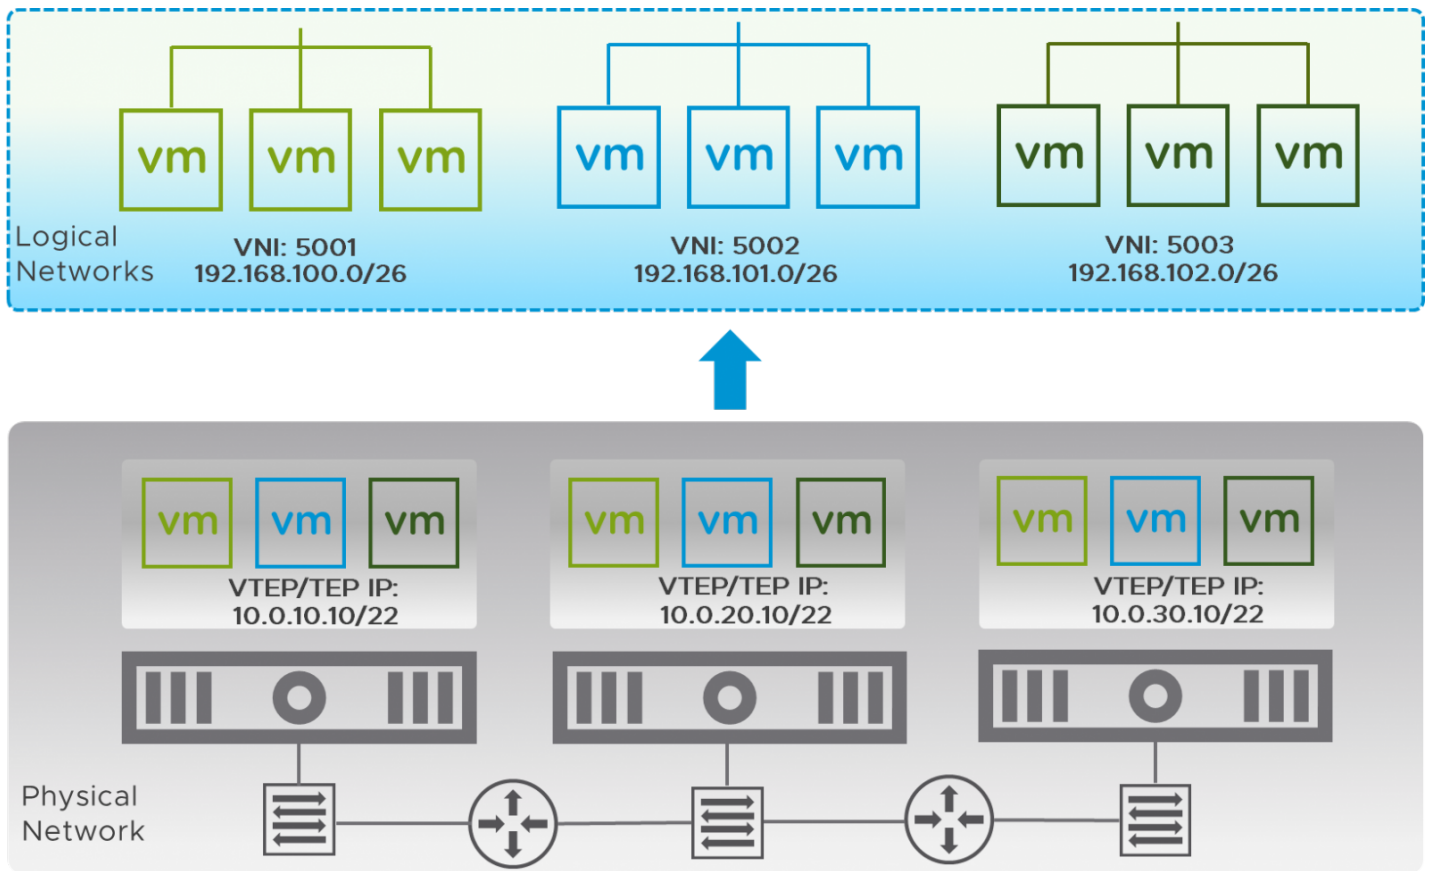 vm vm vm vm vm vm vm vm vm
Logical
Networks
VNI: 5001
192.168.100.0/26
VNI: 5002
192.168.101.0/26
VNI: 5003
192.168.102.0/26
vm vm vm vm vm vm vm vm vm
VTEP/TEP IP:
10.0.10.10/22
VTEP/TEP IP:
10.0.20.10/22
VTEP/TEP IP:
10.0.30.10/22
Physical
Network